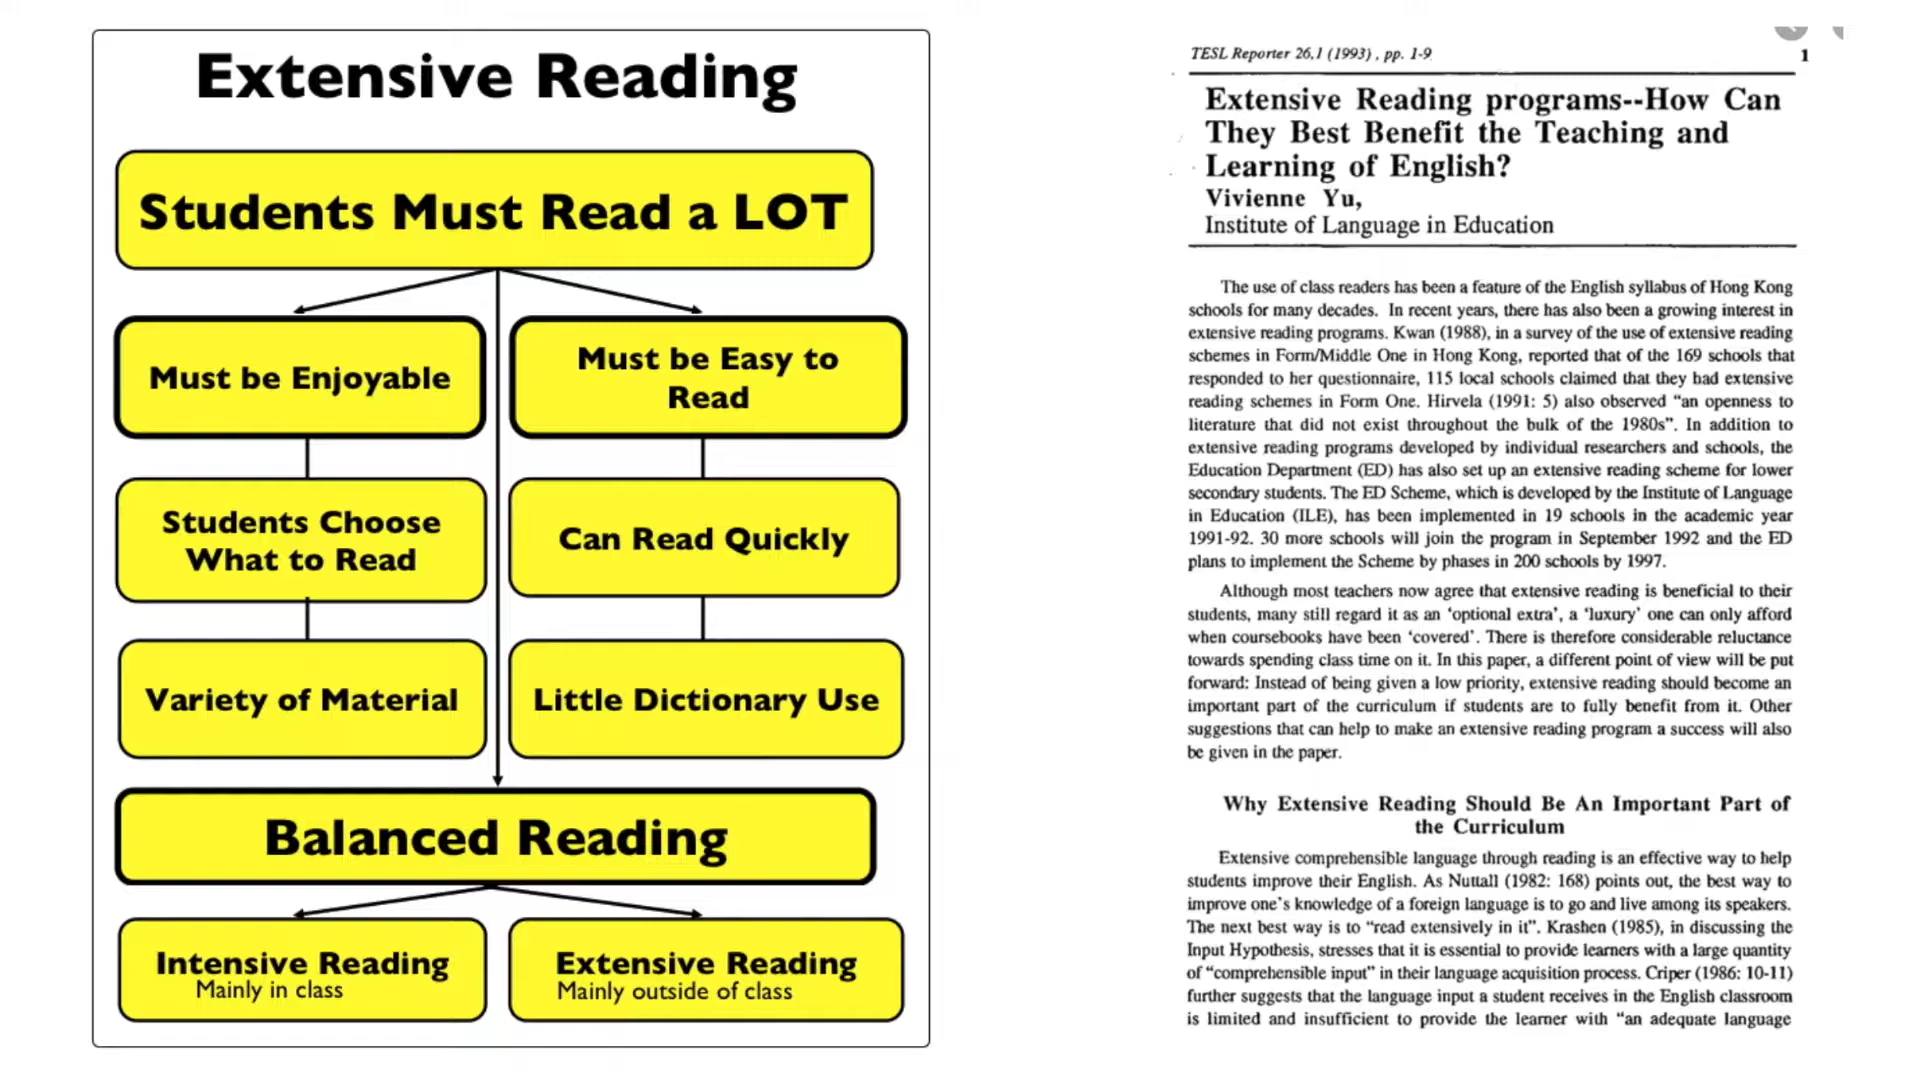 Extensive Reading
Students Must Read a LOT
Must be Enjoyable
Must be Easy to
Read
Students Choose
What to Read
Can Read Quickly
Variety of Material
Little Dictionary Use
Balanced Reading
Intensive Reading
Mainly in class
Extensive Reading
Mainly outside of class
TESL Reporter 26,1 (1993) , pp. 1-9
1
Extensive Reading programs--How Can
They Best Benefit the Teaching and
Learning of English?
Vivienne Yu,
Institute of Language in Education
The use of class readers has been a feature of the English syllabus of Hong Kong
schools for many decades. In recent years, there has also been a growing interest in
extensive reading programs. Kwan (1988), in a survey of the use of extensive reading
schemes in Form/Middle One in Hong Kong, reported that of the 169 schools that
responded to her questionnaire, 115 local schools claimed that they had extensive
reading schemes in Form One. Hirvela (1991: 5) also observed “an openness to
literature that did not exist throughout the bulk of the 1980s”. In addition to
extensive reading programs developed by individual researchers and schools, the
Education Department (ED) has also set up an extensive reading scheme for lower
secondary students. The ED Scheme, which is developed by the Institute of Language
in Education (ILE), has been implemented in 19 schools in the academic year
1991-92. 30 more schools will join the program in September 1992 and the ED
plans to implement the Scheme by phases in 200 schools by 1997.
Although most teachers now agree that extensive reading is beneficial to their
students, many still regard it as an ‘optional extra’, a ‘luxury’ one can only afford
when coursebooks have been ‘covered’. There is therefore considerable reluctance
towards spending class time on it. In this paper, a different point of view will be put
forward: Instead of being given a low priority, extensive reading should become an
important part of the curriculum if students are to fully benefit from it. Other
suggestions that can help to make an extensive reading program a success will also
be given in the paper.
Why Extensive Reading Should Be An Important Part of
the Curriculum
Extensive comprehensible language through reading is an effective way to help
students improve their English. As Nuttall (1982: 168) points out, the best way to
improve one’s knowledge of a foreign language is to go and live among its speakers.
The next best way is to “read extensively in it”. Krashen (1985), in discussing the
Input Hypothesis, stresses that it is essential to provide learners with a large quantity
of “comprehensible input” in their language acquisition process. Criper (1986: 10-11)
further suggests that the language input a student receives in the English classroom
is limited and insufficient to provide the learner with “an adequate language